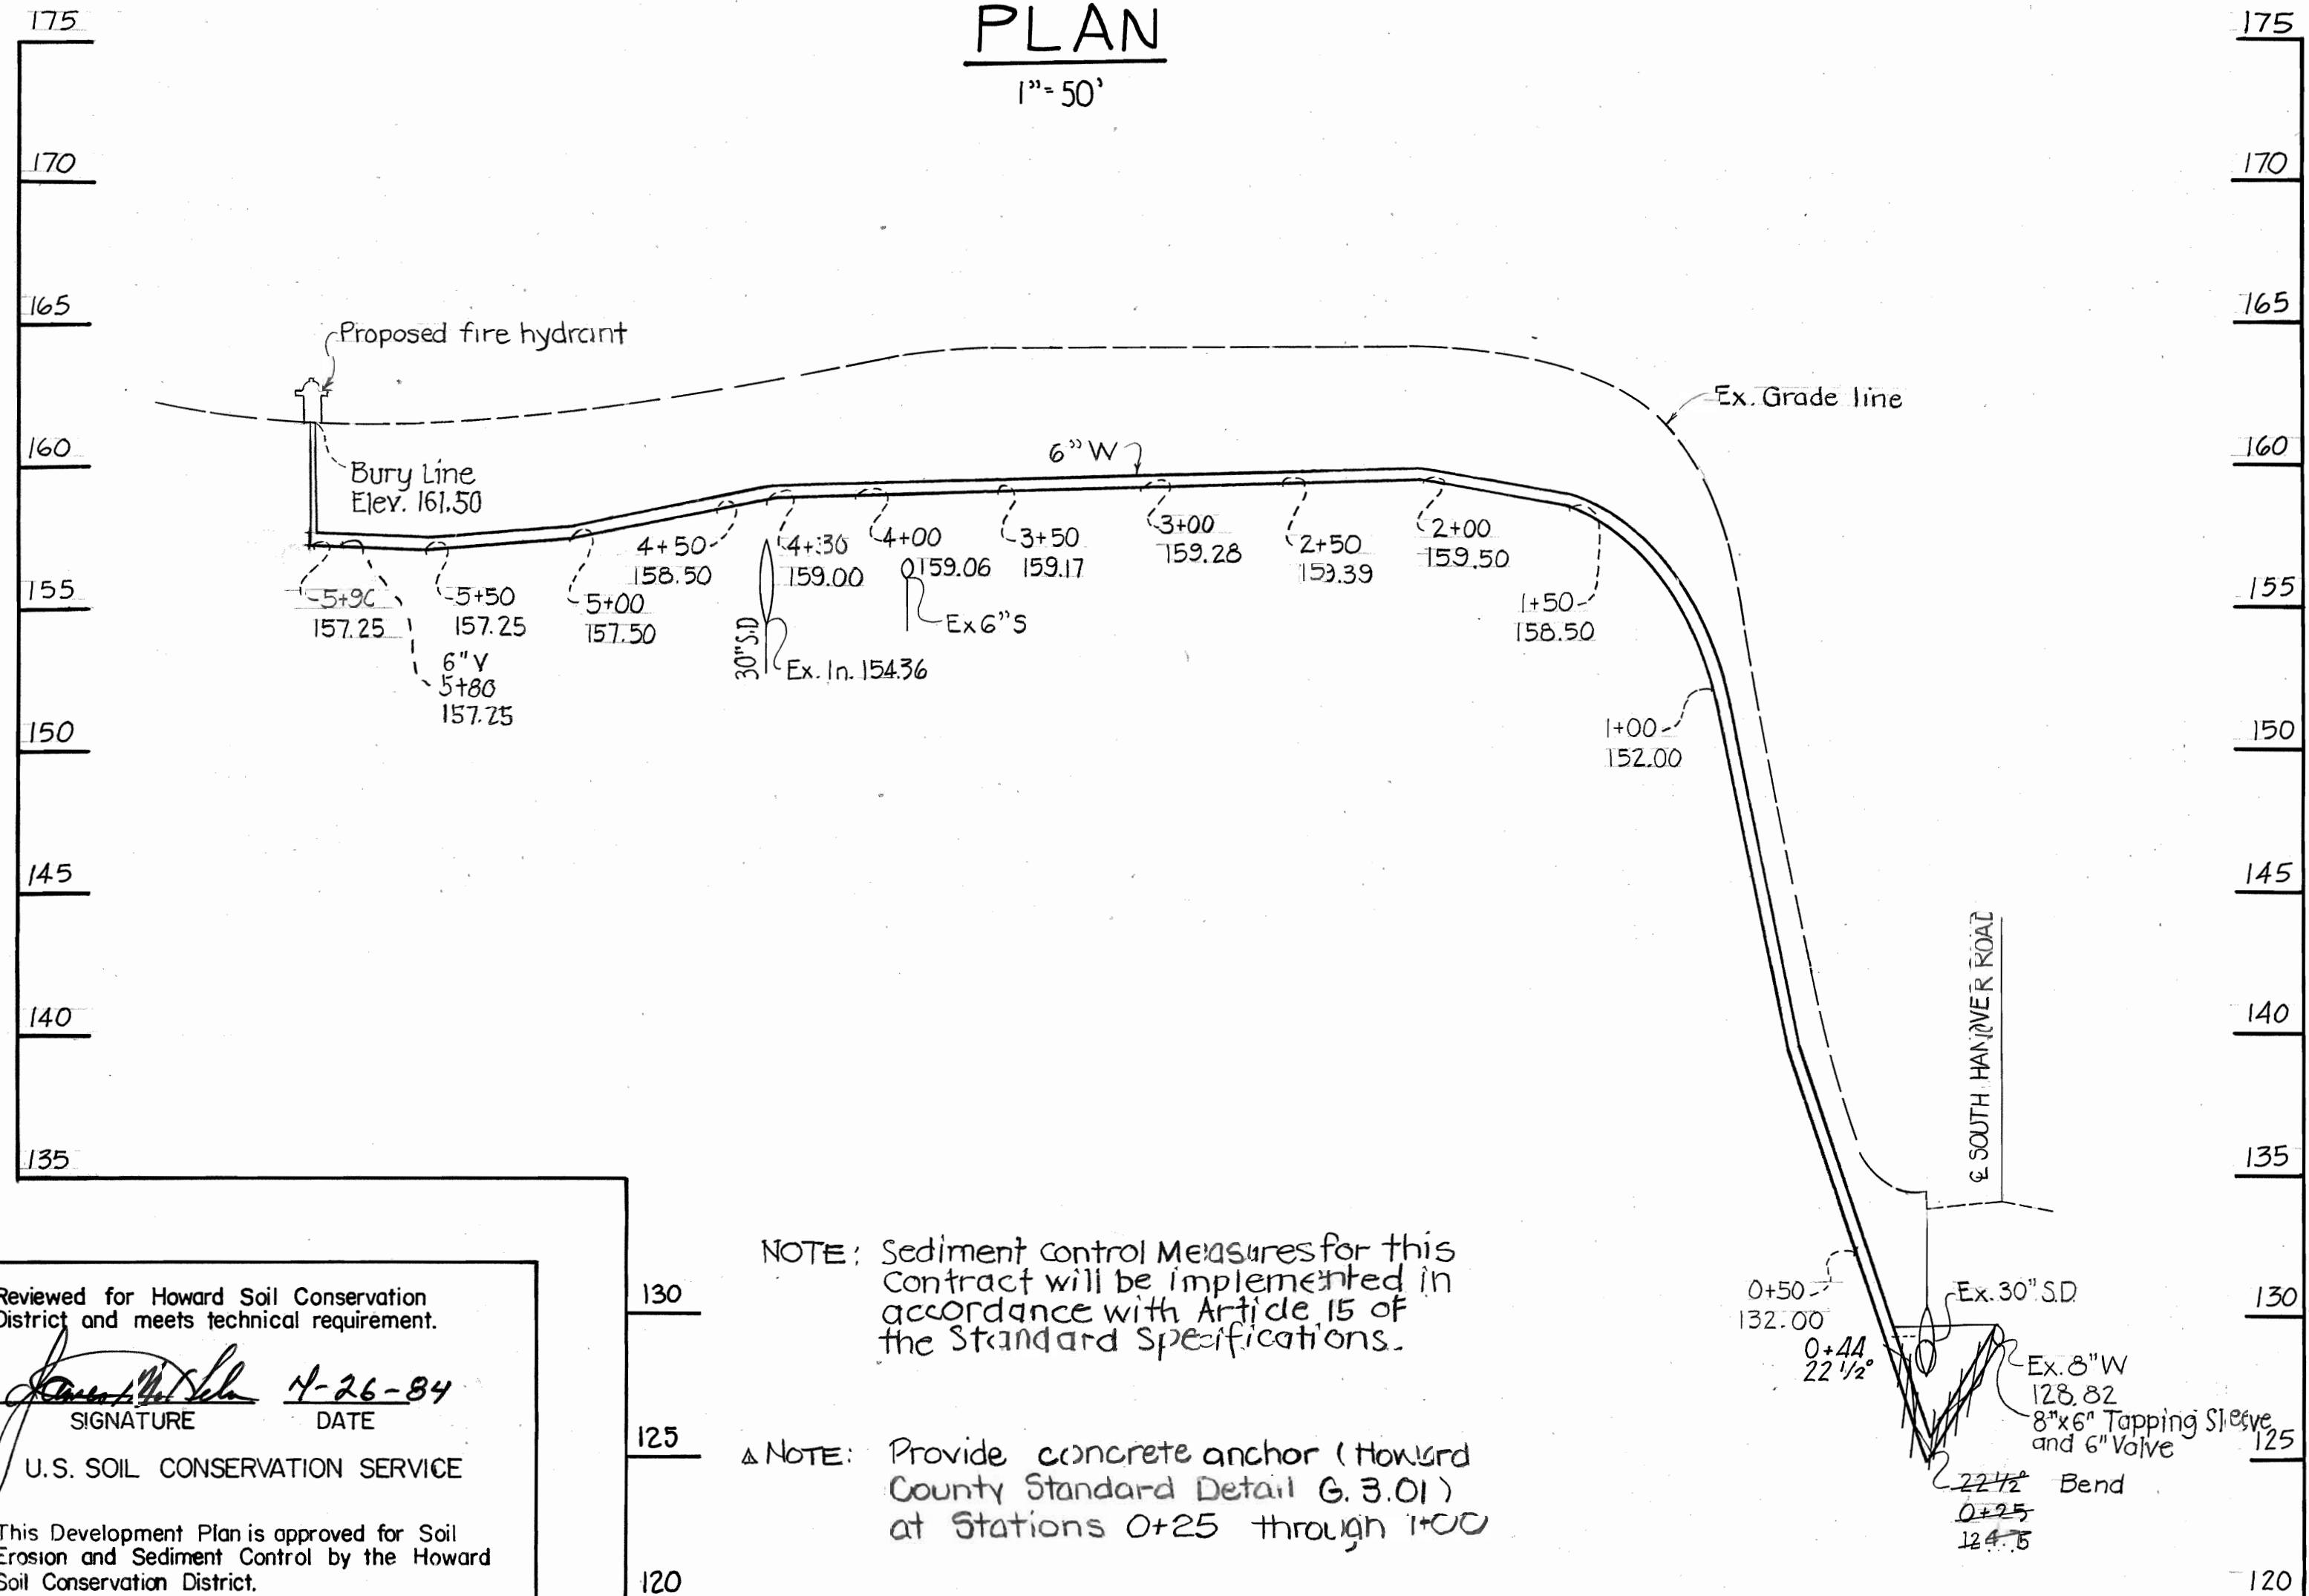 PLAN
1"=50'
175
170
165
160
155
150
145
140
135
130
125
120
175
170
165
160
155
150
145
140
135
130
125
120
Proposed fire hydrant
Bury Line
Elev. 161.50
6" W
Ex. Grade line
5+90
157.25
6" V
5+80
157.25
5+50
157.25
5+00
157.50
4+50
158.50
4+30
159.00
4+00
159.06
3+50
159.17
3+00
159.28
2+50
159.39
2+00
159.50
1+50
158.50
1+00
152.00
30" S.D
Ex. In. 154.36
Ex 6" S
℄ SOUTH HANOVER ROAD
0+50
132.00
0+44
22 1/2°
Ex. 30" S.D.
Ex. 8" W
128.82
8"x6" Tapping Sleeve
and 6" Valve
22 1/2° Bend
0+25
124.75
NOTE: Sediment control Measures for this
Contract will be implemented in
accordance with Article 15 of
the Standard Specifications.
△ NOTE: Provide concrete anchor (Howard
County Standard Detail G. 3.01)
at Stations 0+25 through 1+00
Reviewed for Howard Soil Conservation
District and meets technical requirement.
4-26-84
SIGNATURE DATE
U.S. SOIL CONSERVATION SERVICE
This Development Plan is approved for Soil
Erosion and Sediment Control by the Howard
Soil Conservation District.